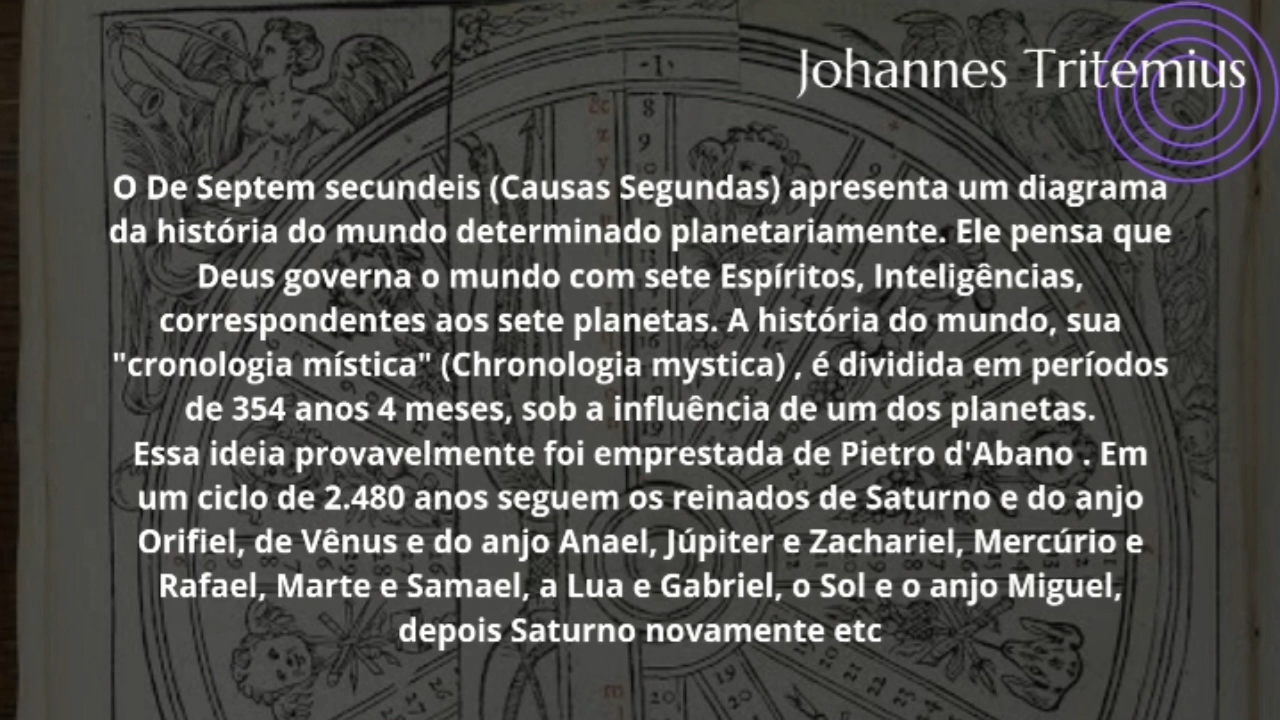 Johannes Tritemius
O De Septem secundeis (Causas Segundas) apresenta um diagrama
da história do mundo determinado planetariamente. Ele pensa que
Deus governa o mundo com sete Espíritos, Inteligências,
correspondentes aos sete planetas. A história do mundo, sua
"cronologia mística" (Chronologia mystica) , é dividida em períodos
de 354 anos 4 meses, sob a influência de um dos planetas.
Essa ideia provavelmente foi emprestada de Pietro d'Abano . Em
um ciclo de 2.480 anos seguem os reinados de Saturno e do anjo
Orifiel, de Vênus e do anjo Anael, Júpiter e Zachariel, Mercúrio e
Rafael, Marte e Samael, a Lua e Gabriel, o Sol e o anjo Miguel,
depois Saturno novamente etc